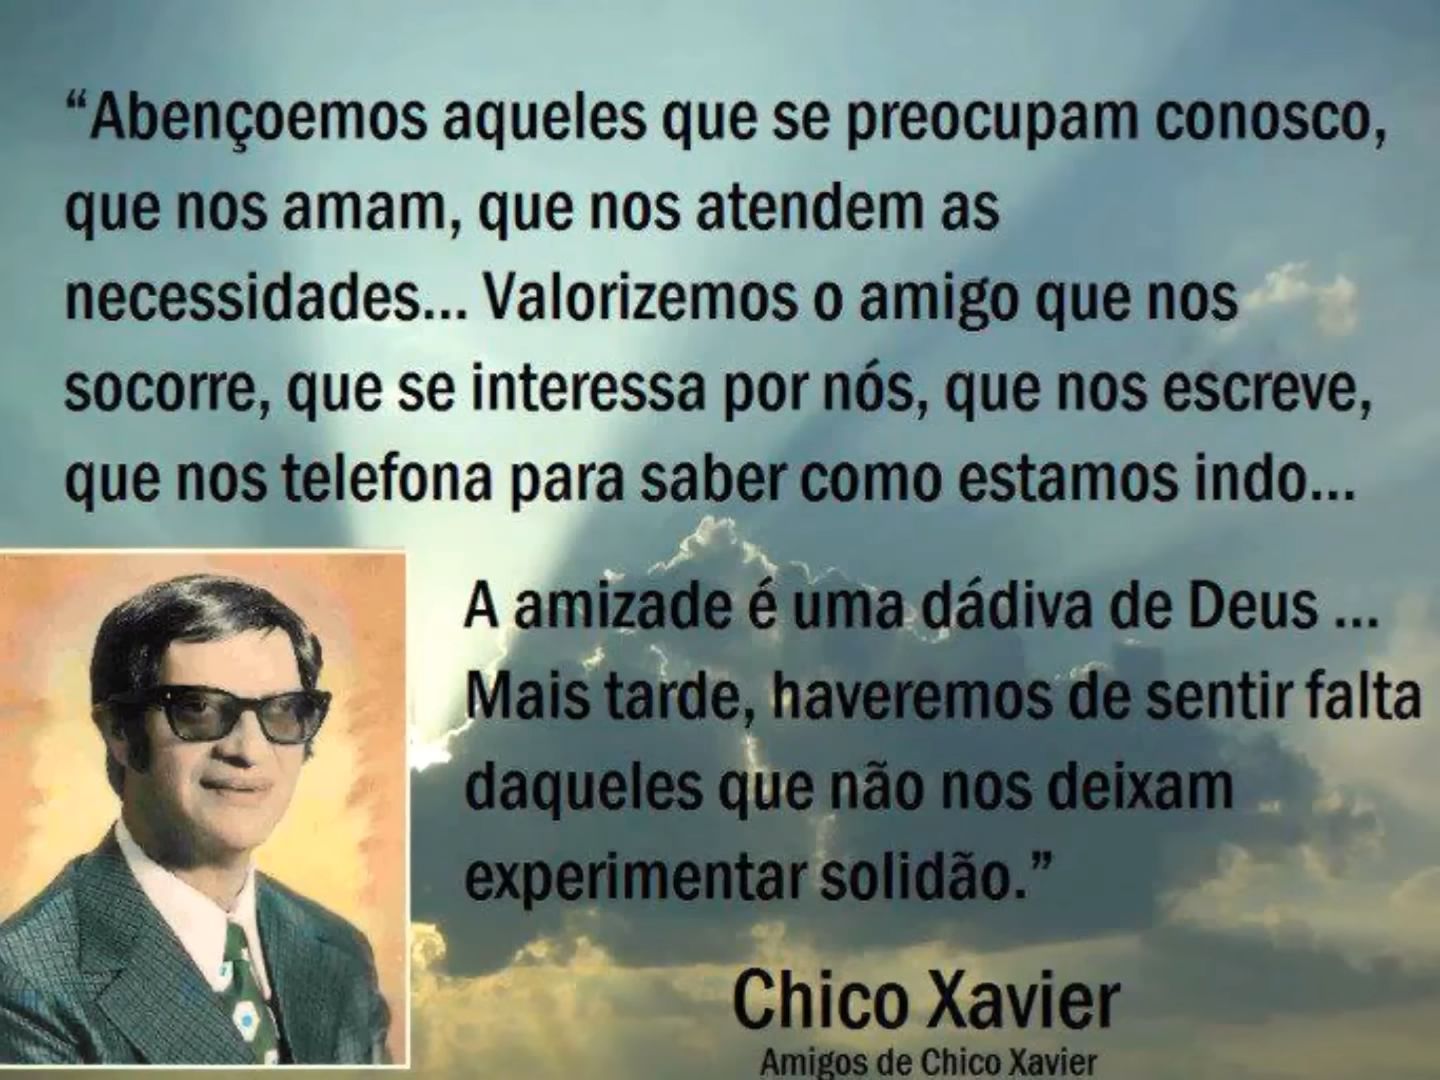 “Abençoemos aqueles que se preocupam conosco,
que nos amam, que nos atendem as
necessidades... Valorizemos o amigo que nos
socorre, que se interessa por nós, que nos escreve,
que nos telefona para saber como estamos indo...
A amizade é uma dádiva de Deus ...
Mais tarde, haveremos de sentir falta
daqueles que não nos deixam
experimentar solidão.”
Chico Xavier
Amigos de Chico Xavier